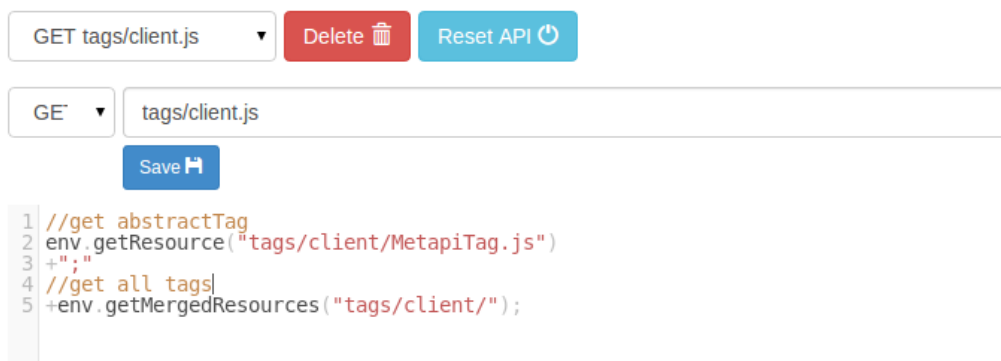 GET tags/client.js
Delete
Reset API
GET
tags/client.js
Save
1 //get abstractTag
2 env.getResource("tags/client/MetapiTag.js")
3 +";"
4 //get all tags
5 +env.getMergedResources("tags/client/");